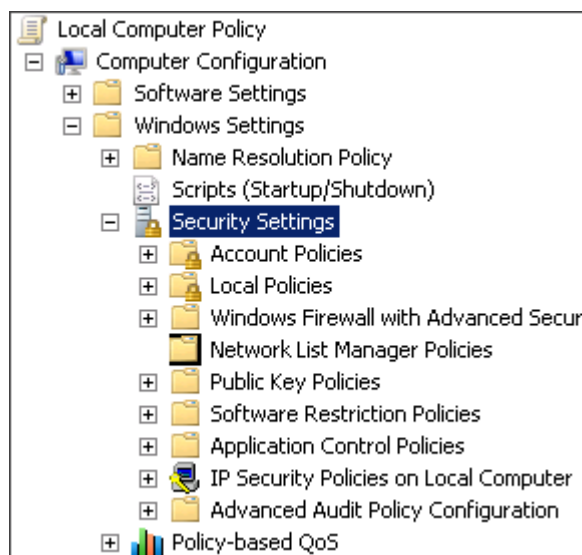 Local Computer Policy
Computer Configuration
Software Settings
Windows Settings
Name Resolution Policy
Scripts (Startup/Shutdown)
Security Settings
Account Policies
Local Policies
Windows Firewall with Advanced Secur
Network List Manager Policies
Public Key Policies
Software Restriction Policies
Application Control Policies
IP Security Policies on Local Computer
Advanced Audit Policy Configuration
Policy-based QoS